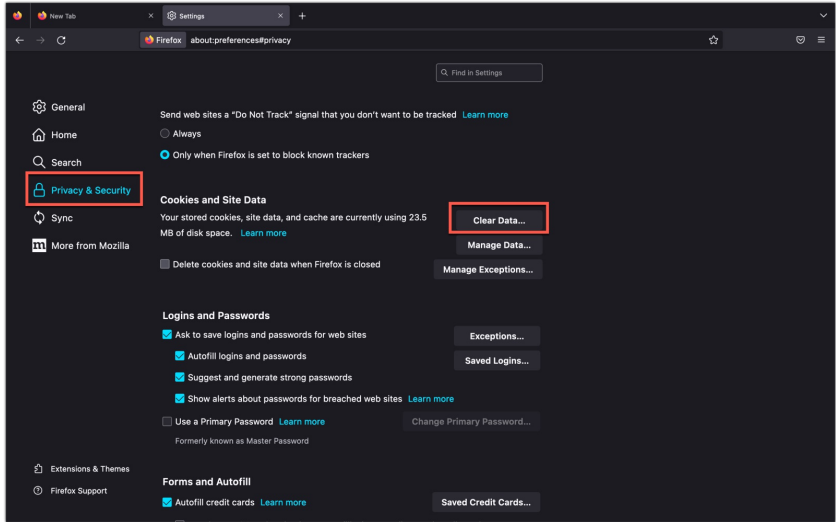 New Tab
Settings
Firefox about:preferences#privacy
Find in Settings
General
Home
Search
Privacy & Security
Sync
m More from Mozilla
Extensions & Themes
Firefox Support
Send web sites a “Do Not Track” signal that you don’t want to be tracked Learn more
Always
Only when Firefox is set to block known trackers
Cookies and Site Data
Your stored cookies, site data, and cache are currently using 23.5
MB of disk space. Learn more
Clear Data...
Manage Data...
Delete cookies and site data when Firefox is closed
Manage Exceptions...
Logins and Passwords
Ask to save logins and passwords for web sites
Exceptions...
Autofill logins and passwords
Saved Logins...
Suggest and generate strong passwords
Show alerts about passwords for breached web sites Learn more
Use a Primary Password Learn more
Change Primary Password...
Formerly known as Master Password
Forms and Autofill
Autofill credit cards Learn more
Saved Credit Cards...